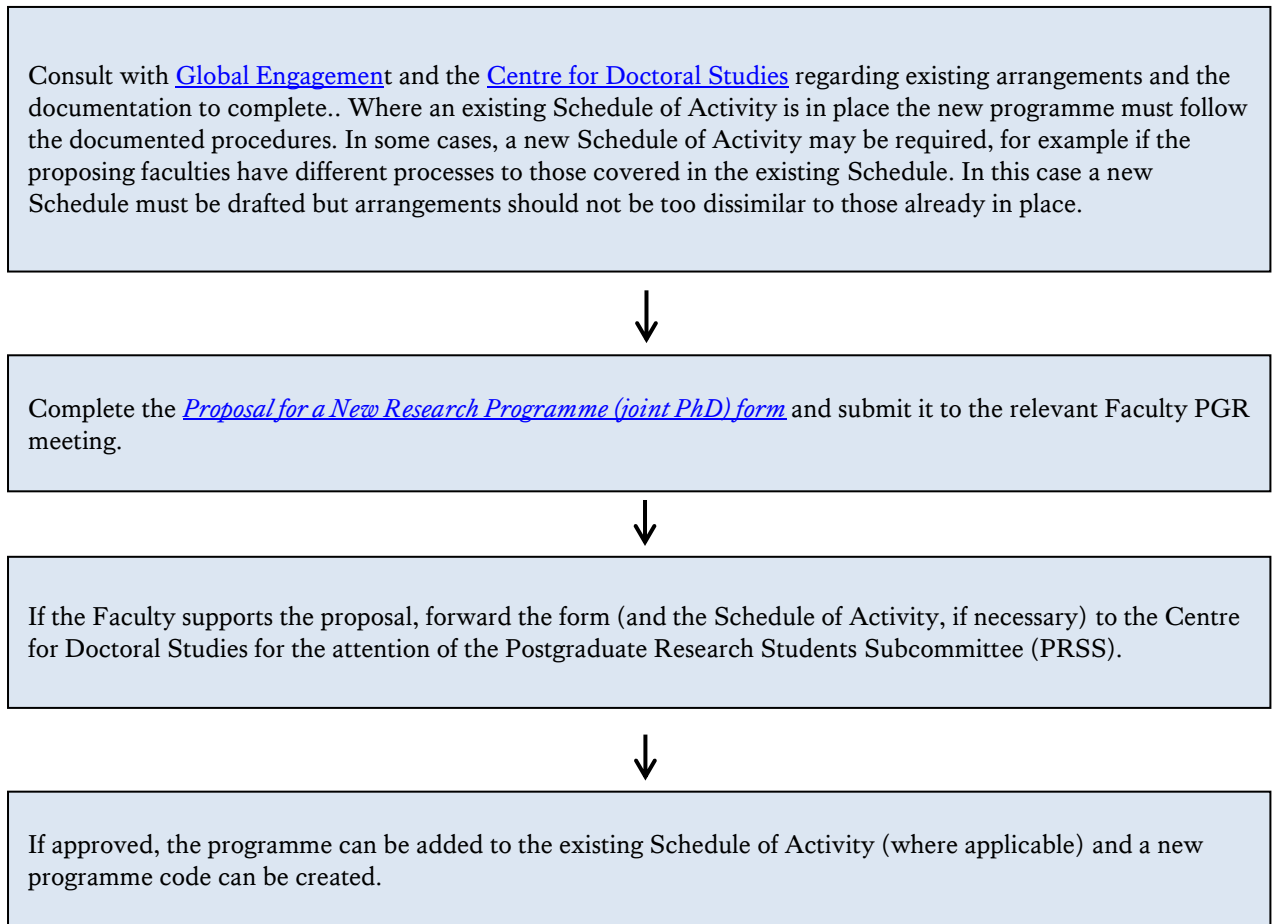 Consult with Global Engagement and the Centre for Doctoral Studies regarding existing arrangements and the
documentation to complete.. Where an existing Schedule of Activity is in place the new programme must follow
the documented procedures. In some cases, a new Schedule of Activity may be required, for example if the
proposing faculties have different processes to those covered in the existing Schedule. In this case a new
Schedule must be drafted but arrangements should not be too dissimilar to those already in place.
Complete the Proposal for a New Research Programme (joint PhD) form and submit it to the relevant Faculty PGR
meeting.
If the Faculty supports the proposal, forward the form (and the Schedule of Activity, if necessary) to the Centre
for Doctoral Studies for the attention of the Postgraduate Research Students Subcommittee (PRSS).
If approved, the programme can be added to the existing Schedule of Activity (where applicable) and a new
programme code can be created.